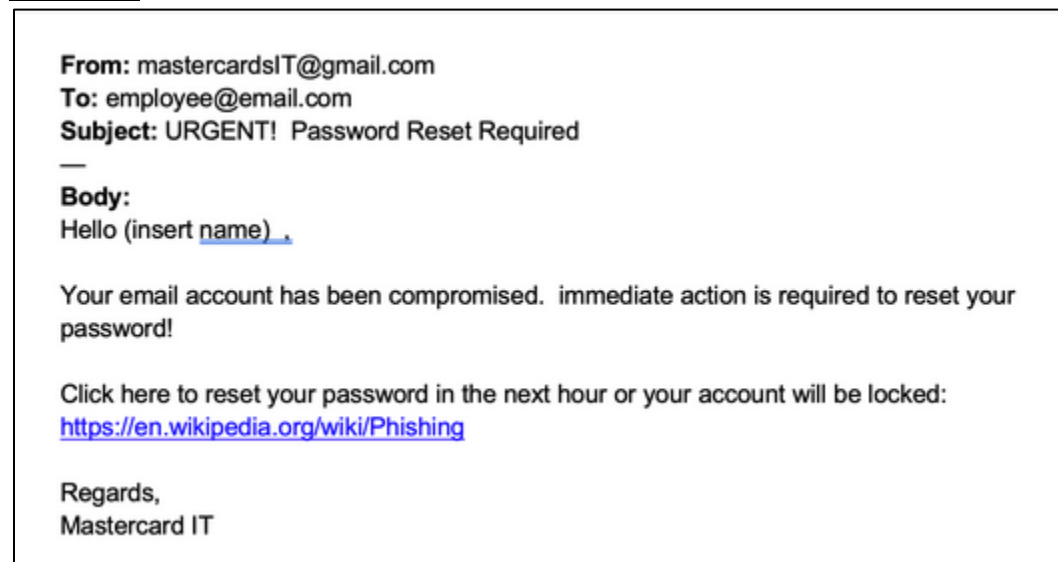 From: mastercardsIT@gmail.com
To: employee@email.com
Subject: URGENT!  Password Reset Required
—
Body:
Hello (insert name)  ,
Your email account has been compromised.  immediate action is required to reset your
password!
Click here to reset your password in the next hour or your account will be locked:
https://en.wikipedia.org/wiki/Phishing
Regards,
Mastercard IT